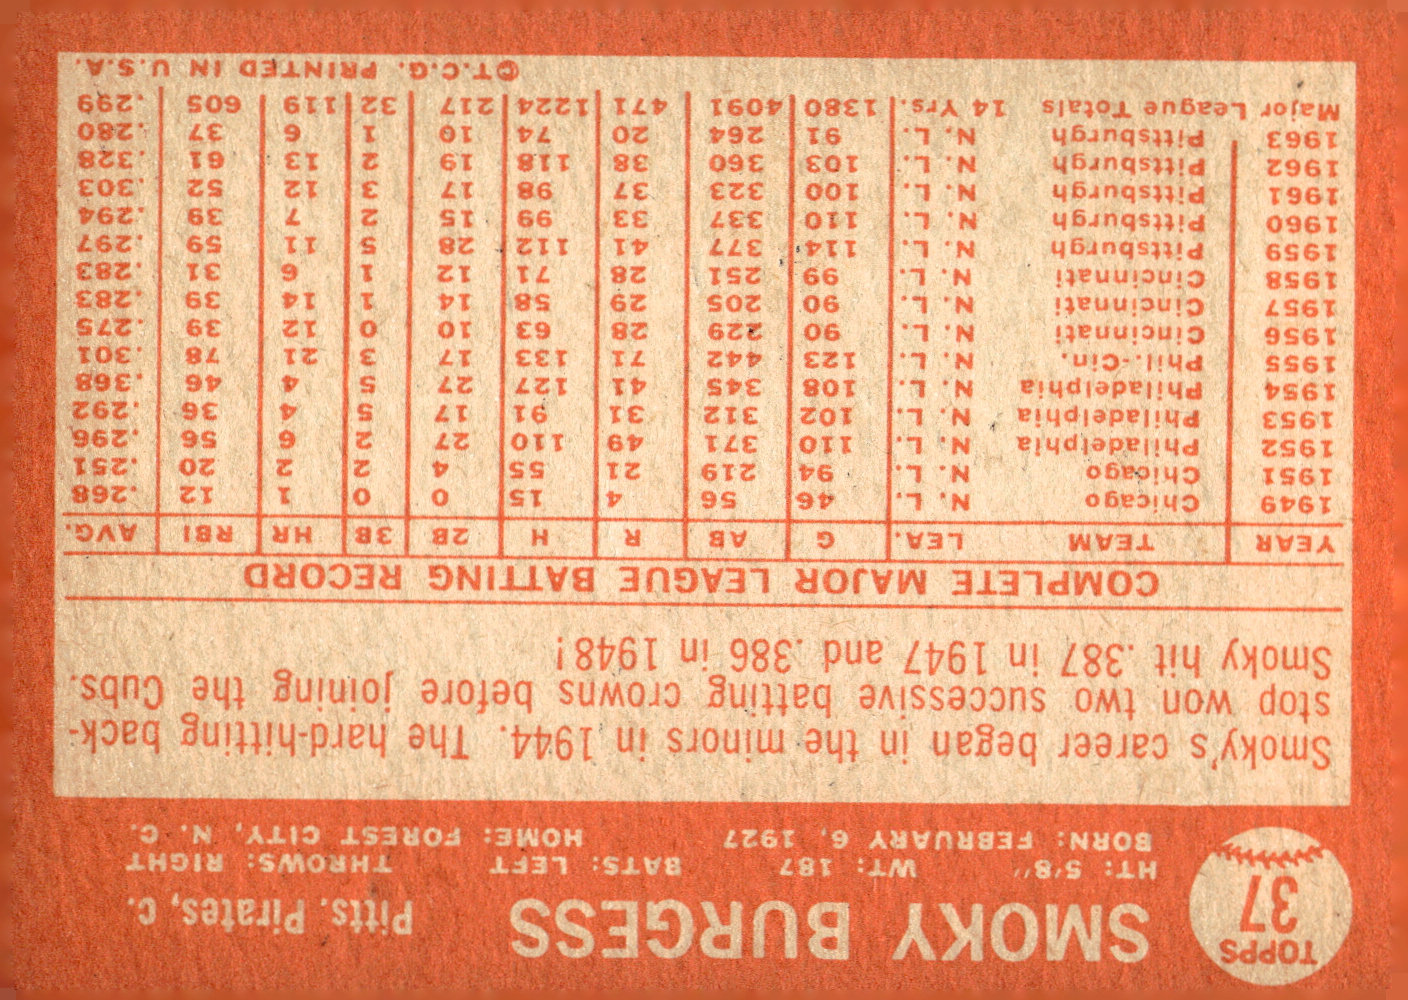 TOPPS
37
SMOKY BURGESS
Pitts. Pirates, C.
HT: 5'8" WT: 187 BATS: LEFT THROWS: RIGHT
BORN: FEBRUARY 6, 1927 HOME: FOREST CITY, N. C.
Smoky's career began in the minors in 1944. The hard-hitting back-
stop won two successive batting crowns before joining the Cubs.
Smoky hit .387 in 1947 and .386 in 1948!
COMPLETE MAJOR LEAGUE BATTING RECORD
YEAR TEAM LEA. G AB R H 2B 3B HR RBI AVG.
1949 Chicago N. L. 46 56 4 15 0 0 1 12 .268
1951 Chicago N. L. 94 219 21 55 4 2 2 20 .251
1952 Philadelphia N. L. 110 371 49 110 27 2 6 56 .296
1953 Philadelphia N. L. 102 312 31 91 17 5 4 36 .292
1954 Philadelphia N. L. 108 345 41 127 27 5 4 46 .368
1955 Phil.-Cin. N. L. 123 442 71 133 17 3 21 78 .301
1956 Cincinnati N. L. 90 229 28 63 10 0 12 39 .275
1957 Cincinnati N. L. 90 205 29 58 14 1 14 39 .283
1958 Cincinnati N. L. 99 251 28 71 12 1 6 31 .283
1959 Pittsburgh N. L. 114 377 41 112 28 5 11 59 .297
1960 Pittsburgh N. L. 110 337 33 99 15 2 7 39 .294
1961 Pittsburgh N. L. 100 323 37 98 17 3 12 52 .303
1962 Pittsburgh N. L. 103 360 38 118 19 2 13 61 .328
1963 Pittsburgh N. L. 91 264 20 74 10 1 6 37 .280
Major League Totals 14 Yrs. 1380 4091 471 1224 217 32 119 605 .299
©T.C.G. PRINTED IN U.S.A.